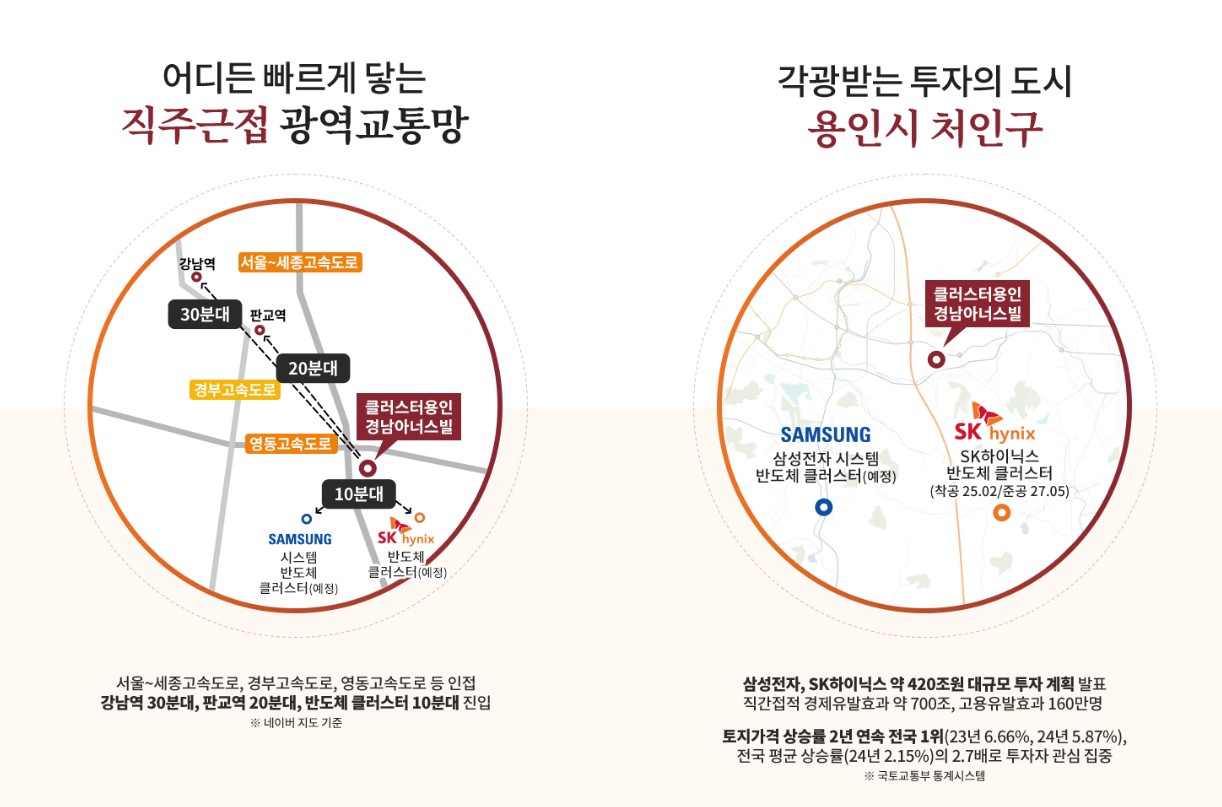 어디든 빠르게 닿는
직주근접 광역교통망
강남역
서울~세종고속도로
30분대
판교역
20분대
경부고속도로
클러스터용인
경남아너스빌
영동고속도로
10분대
SAMSUNG
시스템
반도체
클러스터(예정)
SK hynix
반도체
클러스터(예정)
서울~세종고속도로, 경부고속도로, 영동고속도로 등 인접
강남역 30분대, 판교역 20분대, 반도체 클러스터 10분대 진입
※ 네이버 지도 기준
각광받는 투자의 도시
용인시 처인구
클러스터용인
경남아너스빌
SAMSUNG
삼성전자 시스템
반도체 클러스터(예정)
SK hynix
SK하이닉스
반도체 클러스터
(착공 25.02/준공 27.05)
삼성전자, SK하이닉스 약 420조원 대규모 투자 계획 발표
직간접적 경제유발효과 약 700조, 고용유발효과 160만명
토지가격 상승률 2년 연속 전국 1위(23년 6.66%, 24년 5.87%),
전국 평균 상승률(24년 2.15%)의 2.7배로 투자자 관심 집중
※ 국토교통부 통계시스템